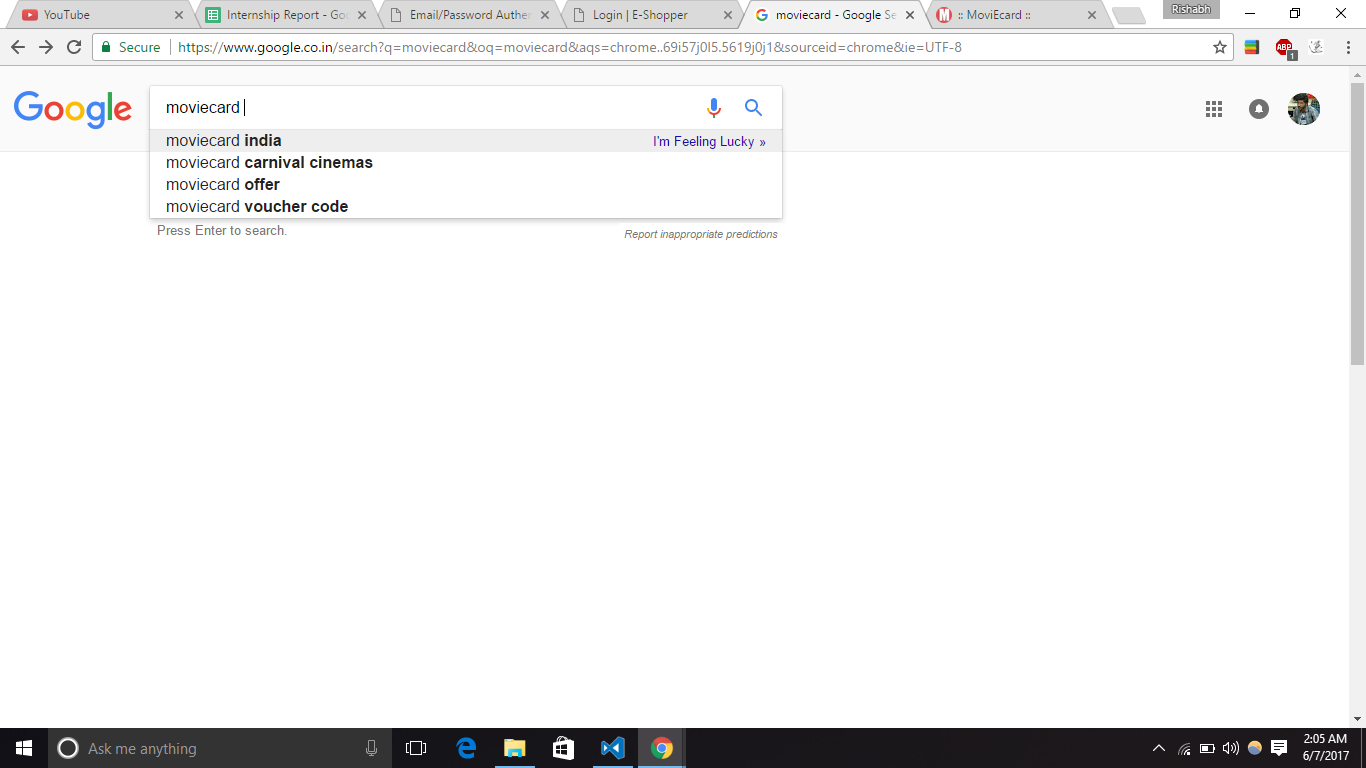 YouTube
Internship Report - Goo
Email/Password Authen
Login | E-Shopper
moviecard - Google Se
M :: MoviEcard ::
Rishabh
Secure
https://www.google.co.in/search?q=moviecard&oq=moviecard&aqs=chrome..69i57j0l5.5619j0j1&sourceid=chrome&ie=UTF-8
ABP
1
Google
moviecard
moviecard india
I'm Feeling Lucky »
moviecard carnival cinemas
moviecard offer
moviecard voucher code
Press Enter to search.
Report inappropriate predictions
Ask me anything
2:05 AM
6/7/2017